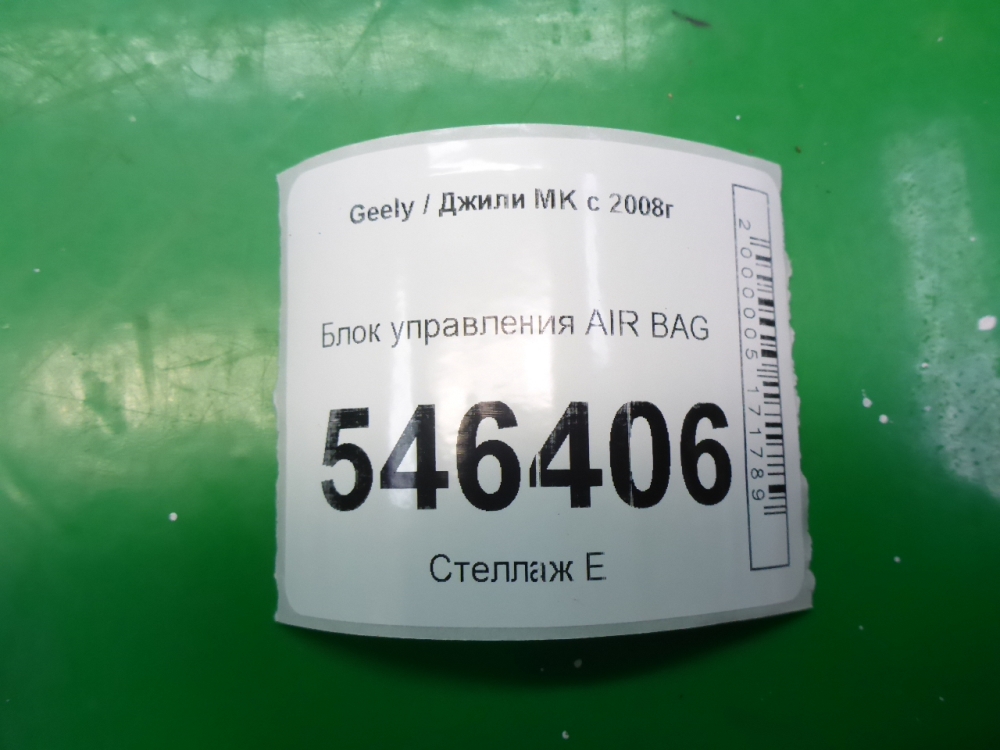 Geely / Джили МК с 2008г
Блок управления AIR BAG
546406
Стеллаж Е
2000005171789